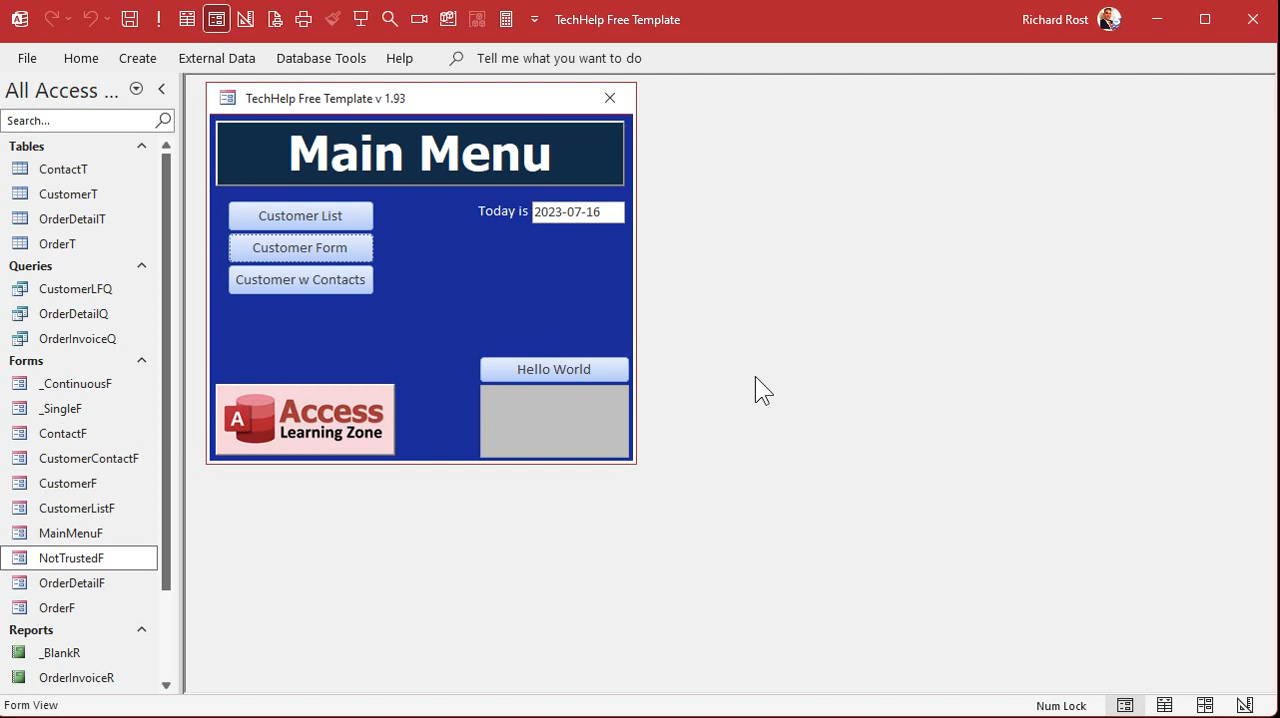 TechHelp Free Template
Richard Rost
File
Home
Create
External Data
Database Tools
Help
Tell me what you want to do
All Access ...
Search...
Tables
ContactT
CustomerT
OrderDetailT
OrderT
Queries
CustomerLFQ
OrderDetailQ
OrderInvoiceQ
Forms
_ContinuousF
_SingleF
ContactF
CustomerContactF
CustomerF
CustomerListF
MainMenuF
NotTrustedF
OrderDetailF
OrderF
Reports
_BlankR
OrderInvoiceR
TechHelp Free Template v 1.93
Main Menu
Customer List
Today is 2023-07-16
Customer Form
Customer w Contacts
Hello World
A Access
Learning Zone
Form View
Num Lock